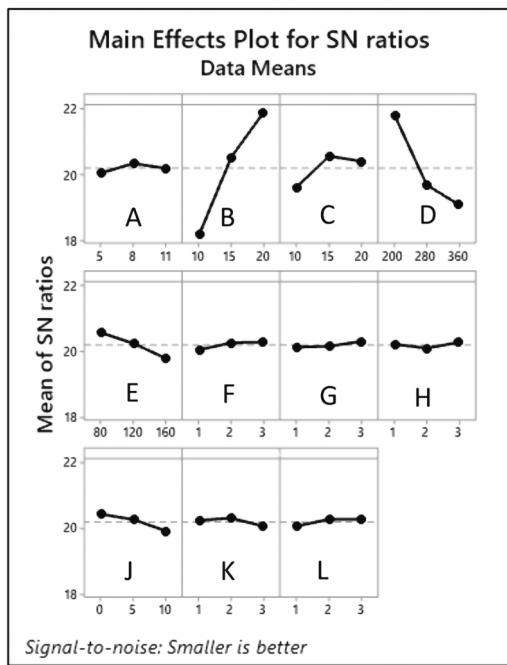 Main Effects Plot for SN ratios
Data Means
Mean of SN ratios
22
20
18
A B C D
5 8 11 10 15 20 10 15 20 200 280 360
22
20
18
E F G H
80 120 160 1 2 3 1 2 3 1 2 3
22
20
18
J K L
0 5 10 1 2 3 1 2 3
Signal-to-noise: Smaller is better